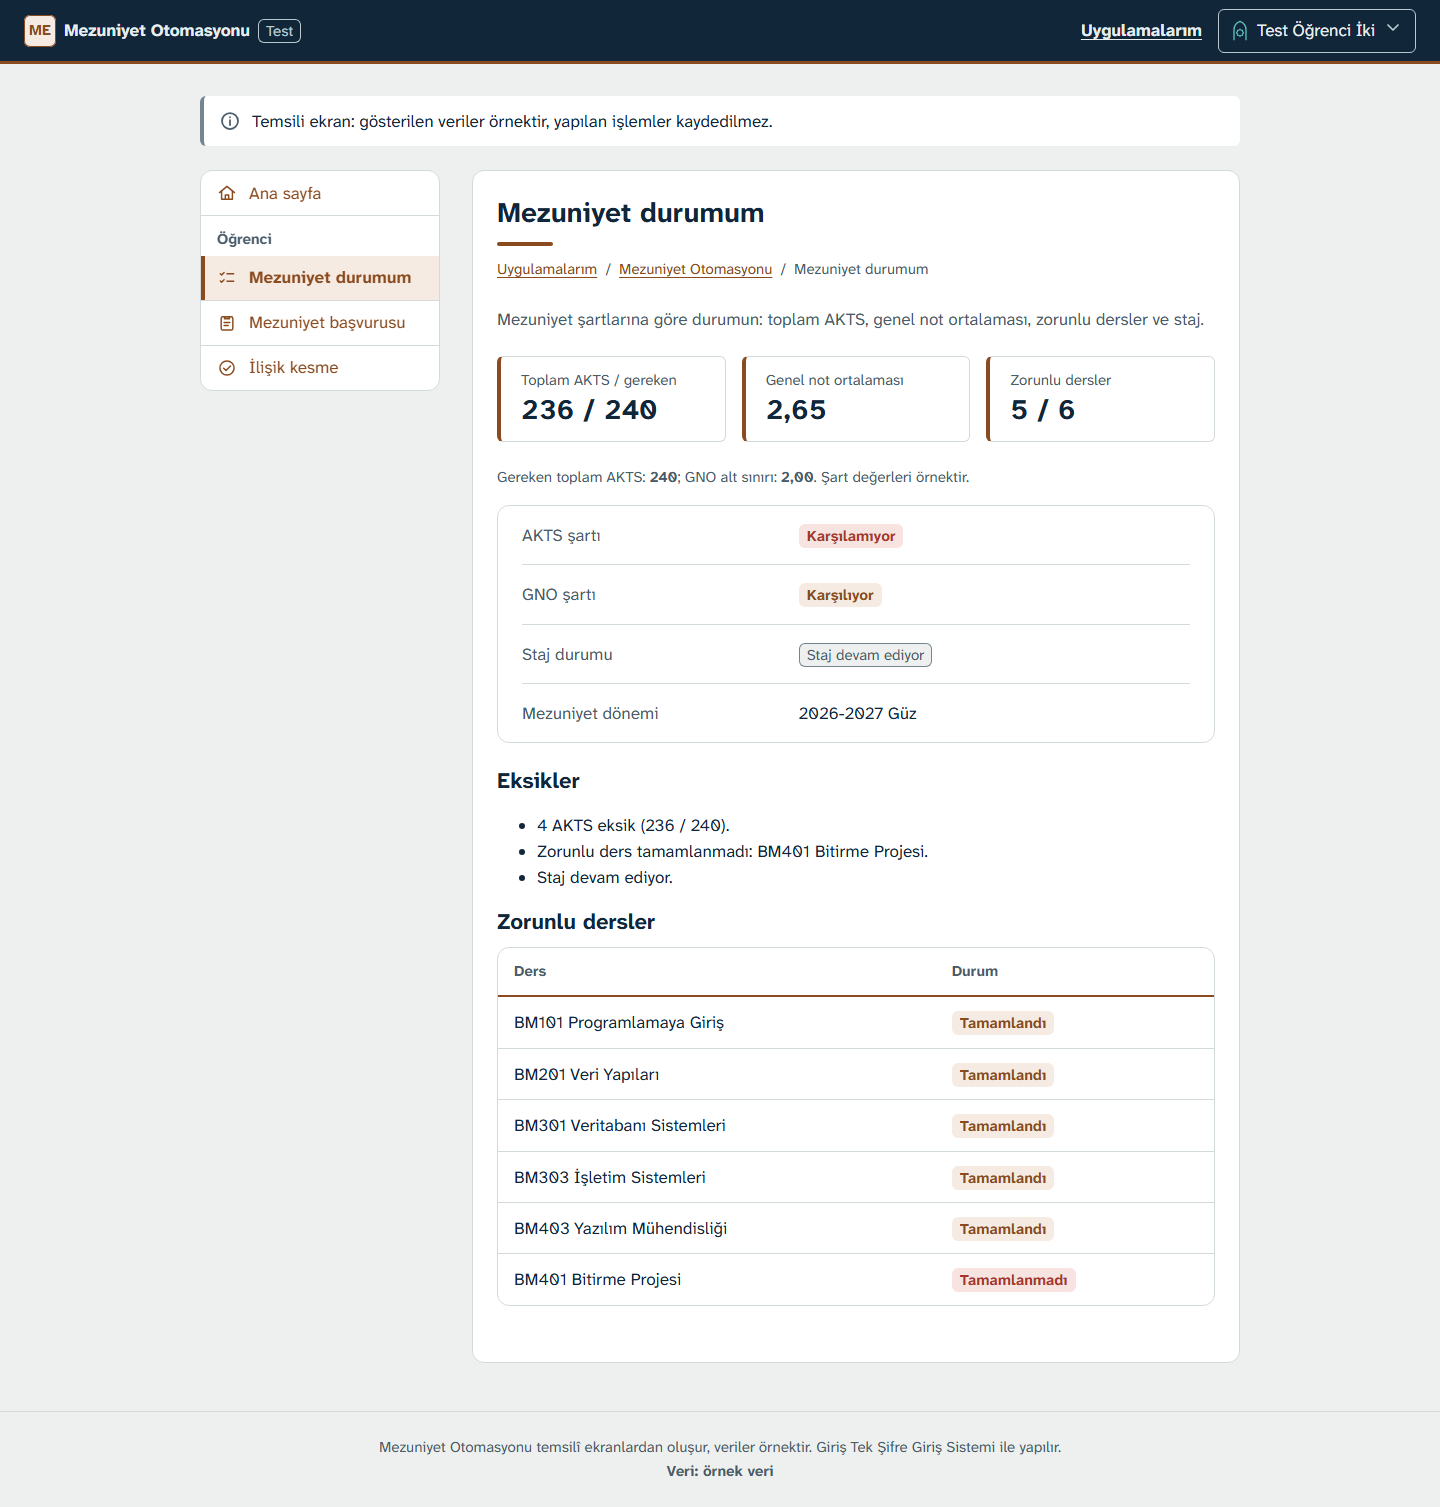 ME Mezuniyet Otomasyonu Test
Uygulamalarım
Test Öğrenci İki
Temsili ekran: gösterilen veriler örnektir, yapılan işlemler kaydedilmez.
Ana sayfa
Öğrenci
Mezuniyet durumum
Mezuniyet başvurusu
İlişik kesme
Mezuniyet durumum
Uygulamalarım / Mezuniyet Otomasyonu / Mezuniyet durumum
Mezuniyet şartlarına göre durumun: toplam AKTS, genel not ortalaması, zorunlu dersler ve staj.
Toplam AKTS / gereken
236 / 240
Genel not ortalaması
2,65
Zorunlu dersler
5 / 6
Gereken toplam AKTS: 240; GNO alt sınırı: 2,00. Şart değerleri örnektir.
AKTS şartı Karşılamıyor
GNO şartı Karşılıyor
Staj durumu Staj devam ediyor
Mezuniyet dönemi 2026-2027 Güz
Eksikler
4 AKTS eksik (236 / 240).
Zorunlu ders tamamlanmadı: BM401 Bitirme Projesi.
Staj devam ediyor.
Zorunlu dersler
Ders Durum
BM101 Programlamaya Giriş Tamamlandı
BM201 Veri Yapıları Tamamlandı
BM301 Veritabanı Sistemleri Tamamlandı
BM303 İşletim Sistemleri Tamamlandı
BM403 Yazılım Mühendisliği Tamamlandı
BM401 Bitirme Projesi Tamamlanmadı
Mezuniyet Otomasyonu temsilî ekranlardan oluşur, veriler örnektir. Giriş Tek Şifre Giriş Sistemi ile yapılır.
Veri: örnek veri